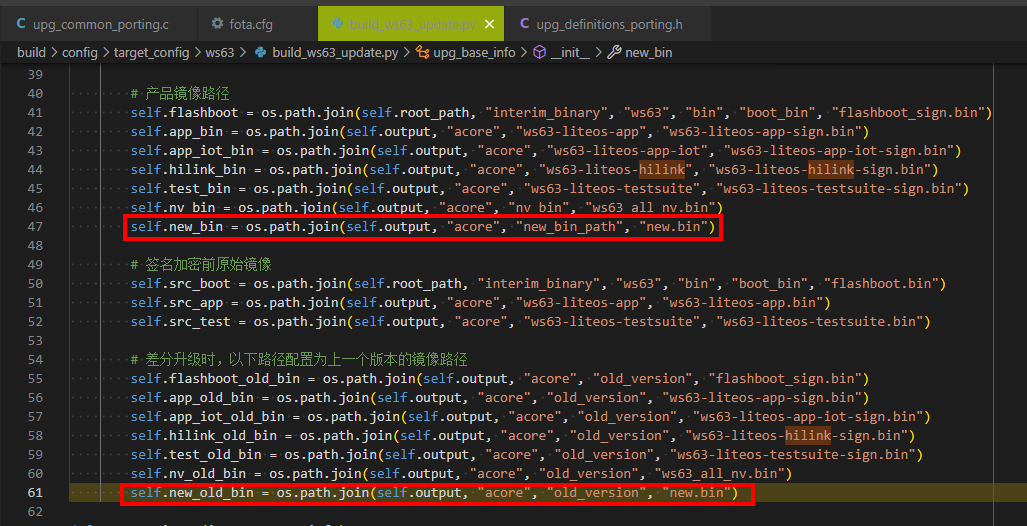 upg_common_porting.c
fota.cfg
build_ws63_update.py
upg_definitions_porting.h
build > config > target_config > ws63 > build_ws63_update.py > upg_base_info > __init__ > new_bin
39
40 # 产品镜像路径
41 self.flashboot = os.path.join(self.root_path, "interim_binary", "ws63", "bin", "boot_bin", "flashboot_sign.bin")
42 self.app_bin = os.path.join(self.output, "acore", "ws63-liteos-app", "ws63-liteos-app-sign.bin")
43 self.app_iot_bin = os.path.join(self.output, "acore", "ws63-liteos-app-iot", "ws63-liteos-app-iot-sign.bin")
44 self.hilink_bin = os.path.join(self.output, "acore", "ws63-liteos-hilink", "ws63-liteos-hilink-sign.bin")
45 self.test_bin = os.path.join(self.output, "acore", "ws63-liteos-testsuite", "ws63-liteos-testsuite-sign.bin")
46 self.nv_bin = os.path.join(self.output, "acore", "nv_bin", "ws63_all_nv.bin")
47 self.new_bin = os.path.join(self.output, "acore", "new_bin_path", "new.bin")
48
49 # 签名加密前原始镜像
50 self.src_boot = os.path.join(self.root_path, "interim_binary", "ws63", "bin", "boot_bin", "flashboot.bin")
51 self.src_app = os.path.join(self.output, "acore", "ws63-liteos-app", "ws63-liteos-app.bin")
52 self.src_test = os.path.join(self.output, "acore", "ws63-liteos-testsuite", "ws63-liteos-testsuite.bin")
53
54 # 差分升级时，以下路径配置为上一个版本的镜像路径
55 self.flashboot_old_bin = os.path.join(self.output, "acore", "old_version", "flashboot_sign.bin")
56 self.app_old_bin = os.path.join(self.output, "acore", "old_version", "ws63-liteos-app-sign.bin")
57 self.app_iot_old_bin = os.path.join(self.output, "acore", "old_version", "ws63-liteos-app-iot-sign.bin")
58 self.hilink_old_bin = os.path.join(self.output, "acore", "old_version", "ws63-liteos-hilink-sign.bin")
59 self.test_old_bin = os.path.join(self.output, "acore", "old_version", "ws63-liteos-testsuite-sign.bin")
60 self.nv_old_bin = os.path.join(self.output, "acore", "old_version", "ws63_all_nv.bin")
61 self.new_old_bin = os.path.join(self.output, "acore", "old_version", "new.bin")
62